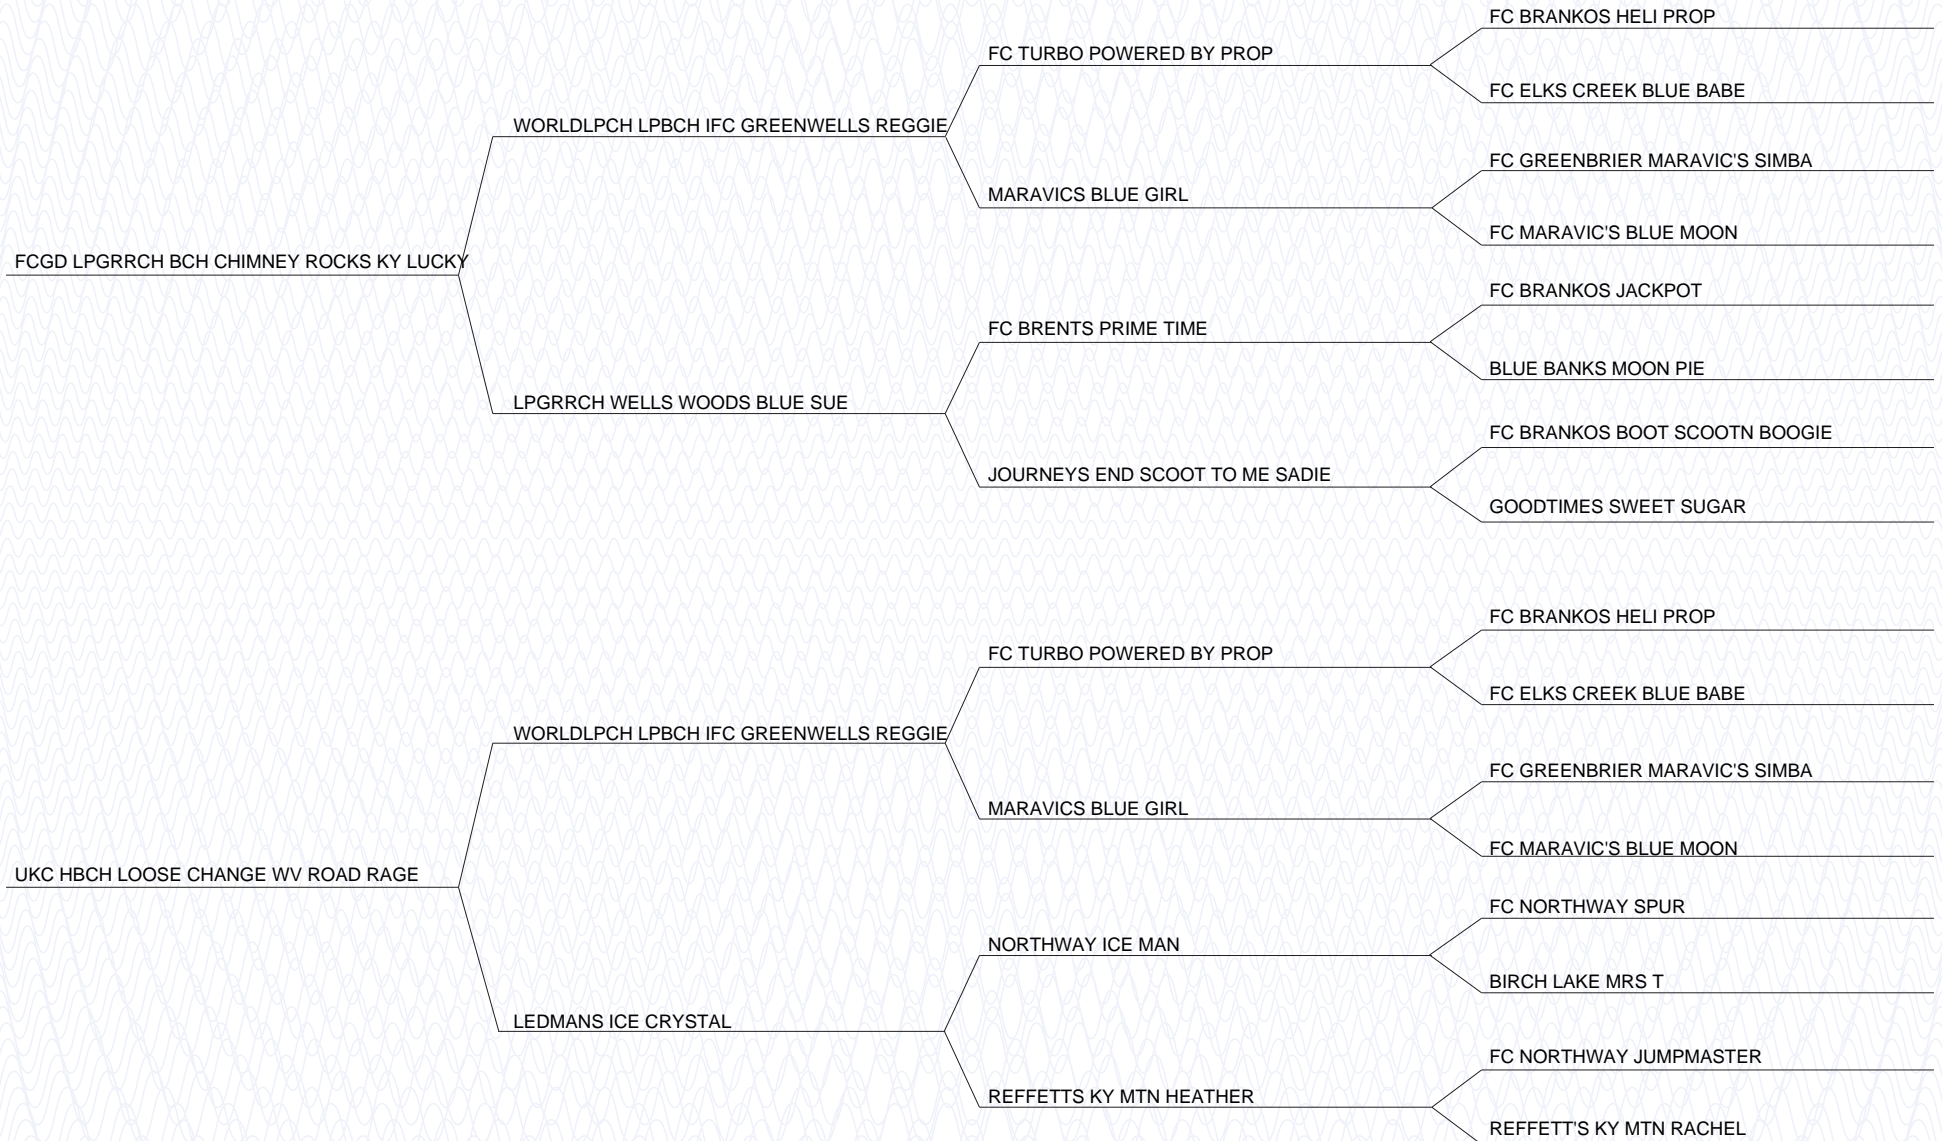 FC BRANKOS HELI PROP
FC TURBO POWERED BY PROP
FC ELKS CREEK BLUE BABE
WORLDLPCH LPBCH IFC GREENWELLS REGGIE
FC GREENBRIER MARAVIC'S SIMBA
MARAVICS BLUE GIRL
FC MARAVIC'S BLUE MOON
FCGD LPGRRCH BCH CHIMNEY ROCKS KY LUCKY
FC BRANKOS JACKPOT
FC BRENTS PRIME TIME
BLUE BANKS MOON PIE
LPGRRCH WELLS WOODS BLUE SUE
FC BRANKOS BOOT SCOOTN BOOGIE
JOURNEYS END SCOOT TO ME SADIE
GOODTIMES SWEET SUGAR
FC BRANKOS HELI PROP
FC TURBO POWERED BY PROP
FC ELKS CREEK BLUE BABE
WORLDLPCH LPBCH IFC GREENWELLS REGGIE
FC GREENBRIER MARAVIC'S SIMBA
MARAVICS BLUE GIRL
FC MARAVIC'S BLUE MOON
UKC HBCH LOOSE CHANGE WV ROAD RAGE
FC NORTHWAY SPUR
NORTHWAY ICE MAN
BIRCH LAKE MRS T
LEDMANS ICE CRYSTAL
FC NORTHWAY JUMPMASTER
REFFETTS KY MTN HEATHER
REFFETT'S KY MTN RACHEL